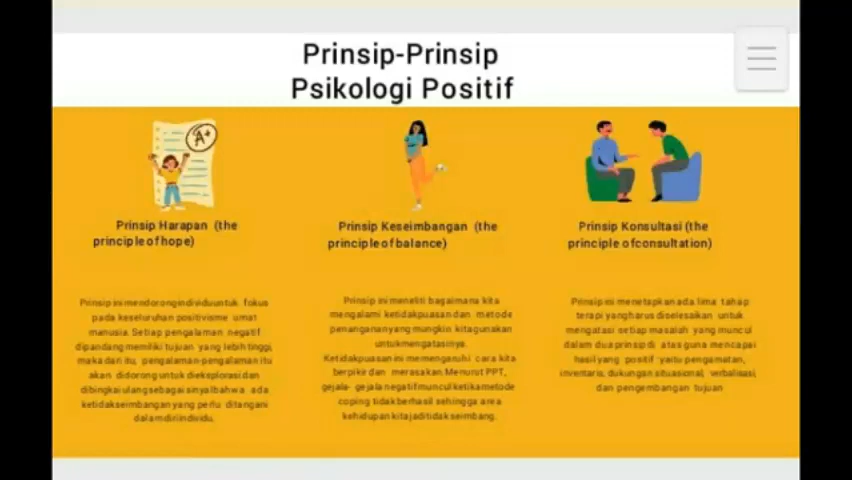 Prinsip-Prinsip
Psikologi Positif
A+
Prinsip Harapan (the
principle of hope)
Prinsip ini mendorong individu untuk fokus
pada keseluruhan positivisme umat
manusia. Setiap pengalaman negatif
dipandang memiliki tujuan yang lebih tinggi,
maka dari itu, pengalaman-pengalaman itu
akan didorong untuk dieksplorasi dan
dibingkai ulang sebagai sinyal bahwa ada
ketidakseimbangan yang perlu ditangani
dalam diri individu.
Prinsip Keseimbangan (the
principle of balance)
Prinsip ini meneliti bagaimana kita
mengalami ketidakpuasan dan metode
penanganan yang mungkin kita gunakan
untuk mengatasinya.
Ketidakpuasan ini memengaruhi cara kita
berpikir dan merasakan. Menurut PPT,
gejala- gejala negatif muncul ketika metode
coping tidak berhasil sehingga area
kehidupan kita jadi tidak seimbang.
Prinsip Konsultasi (the
principle of consultation)
Prinsip ini menetapkan ada lima tahap
terapi yang harus diselesaikan untuk
mengatasi setiap masalah yang muncul
dalam dua prinsip di atas guna mencapai
hasil yang positif yaitu pengamatan,
inventaris, dukungan situasional, verbalisasi,
dan pengembangan tujuan